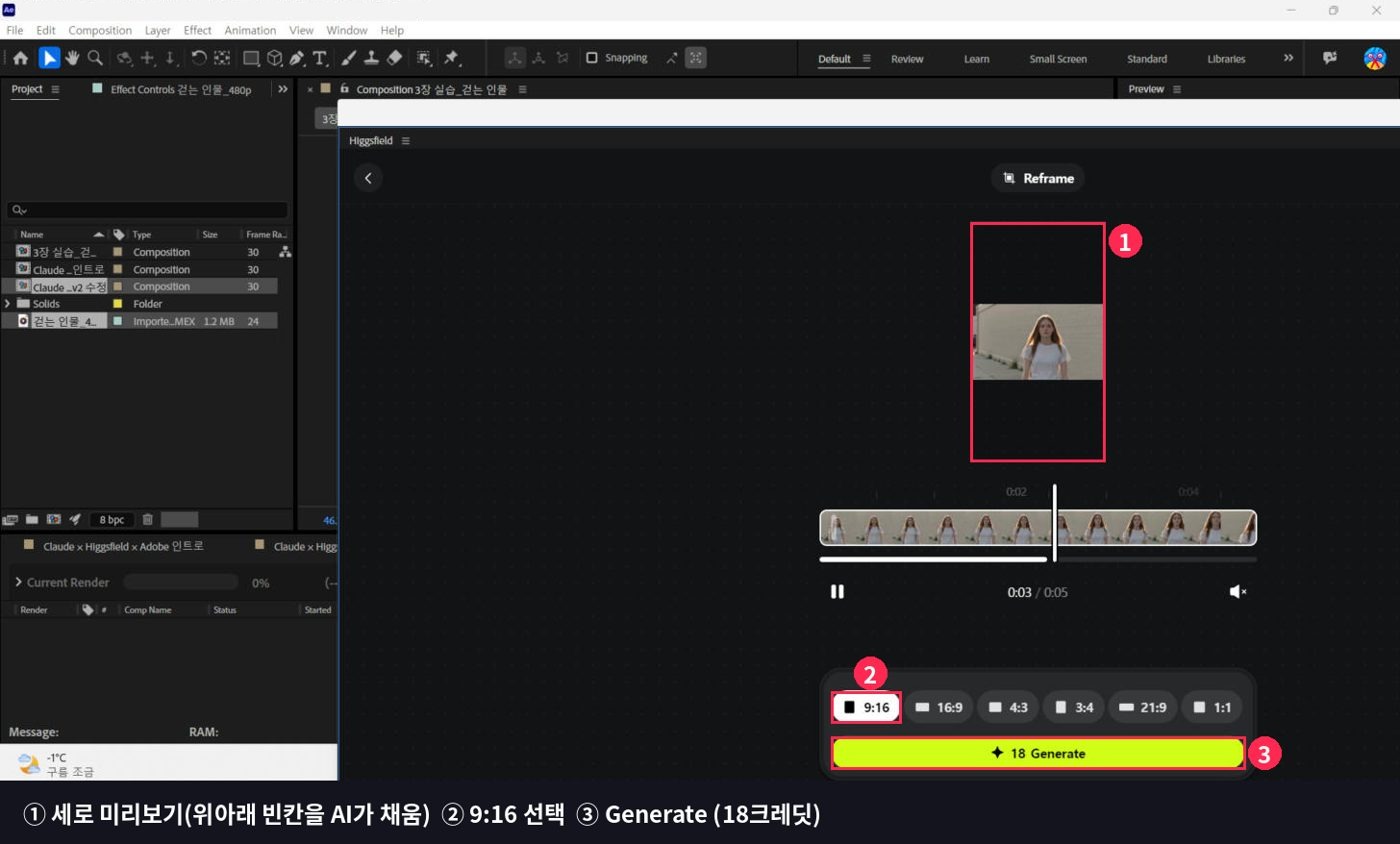 Ae
File Edit Composition Layer Effect Animation View Window Help
Snapping
Default Review Learn Small Screen Standard Libraries
Project Effect Controls 걷는 인물_480p
Composition 3장 실습_걷는 인물
Preview
3장
Higgsfield
Reframe
1
Name Type Size Frame Ra...
3장 실습_걷... Composition 30
Claude ...인트로 Composition 30
Claude ...v2 수정 Composition 30
Solids Folder
걷는 인물_4... Importe...MEX 1.2 MB 24
0:02 0:04
8 bpc
46.
Claude × Higgsfield × Adobe 인트로 Claude × Higg
Current Render 0% (--
Render # Comp Name Status Started
0:03 / 0:05
2
9:16 16:9 4:3 3:4 21:9 1:1
18 Generate
3
Message: RAM:
-1°C
구름 조금
① 세로 미리보기(위아래 빈칸을 AI가 채움) ② 9:16 선택 ③ Generate (18크레딧)